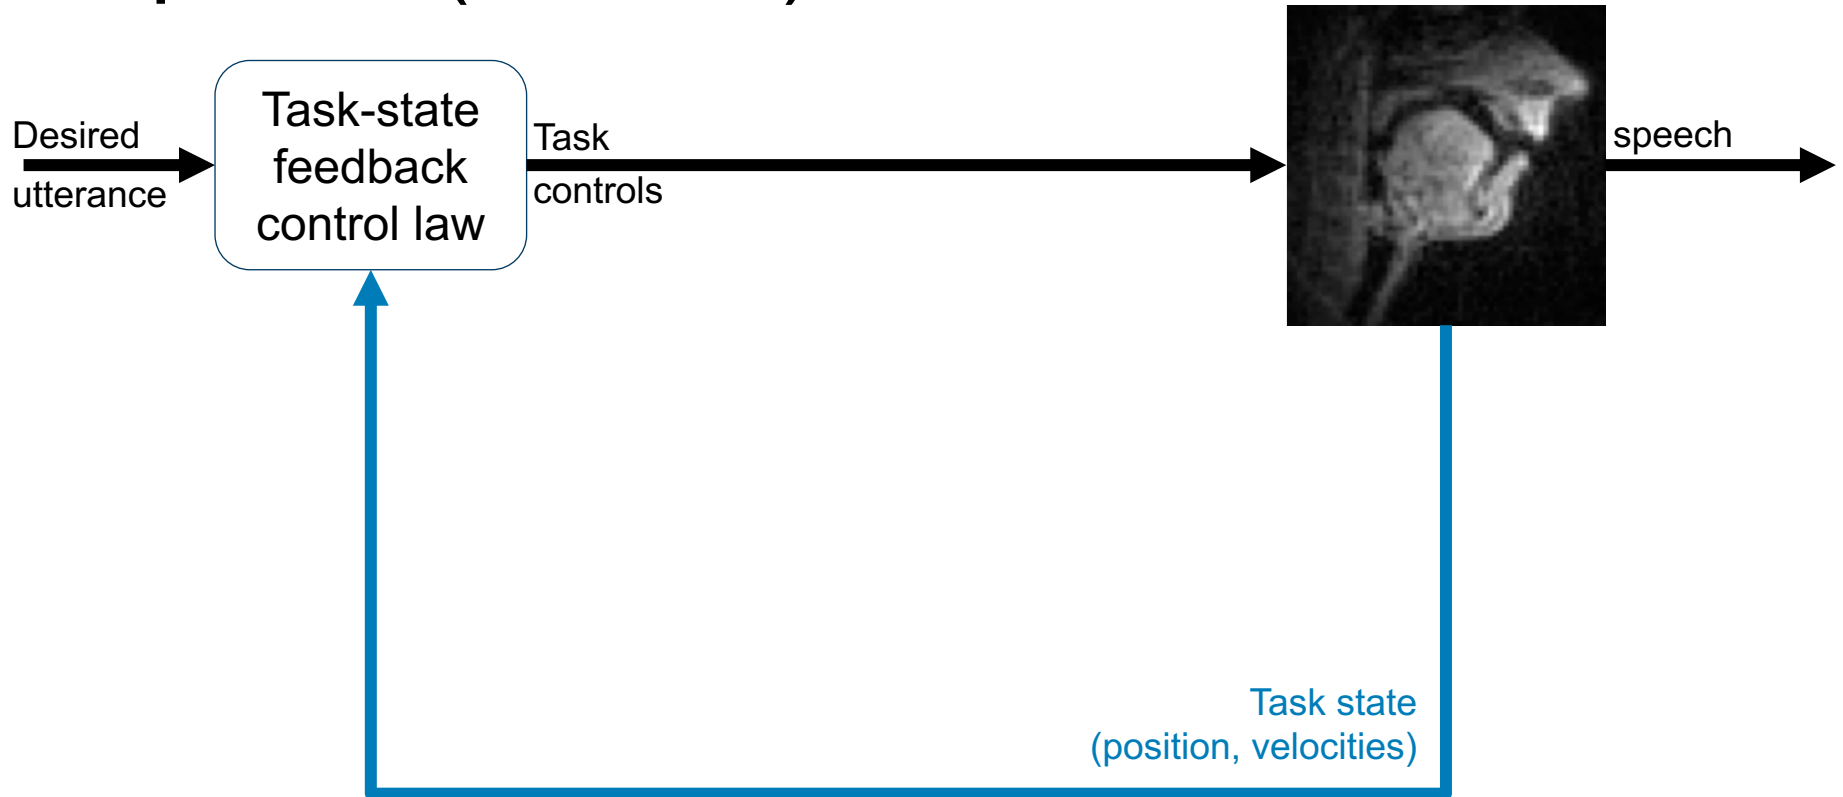 Desired
utterance
Task-state
feedback
control law
Task
controls
speech
Task state
(position, velocities)